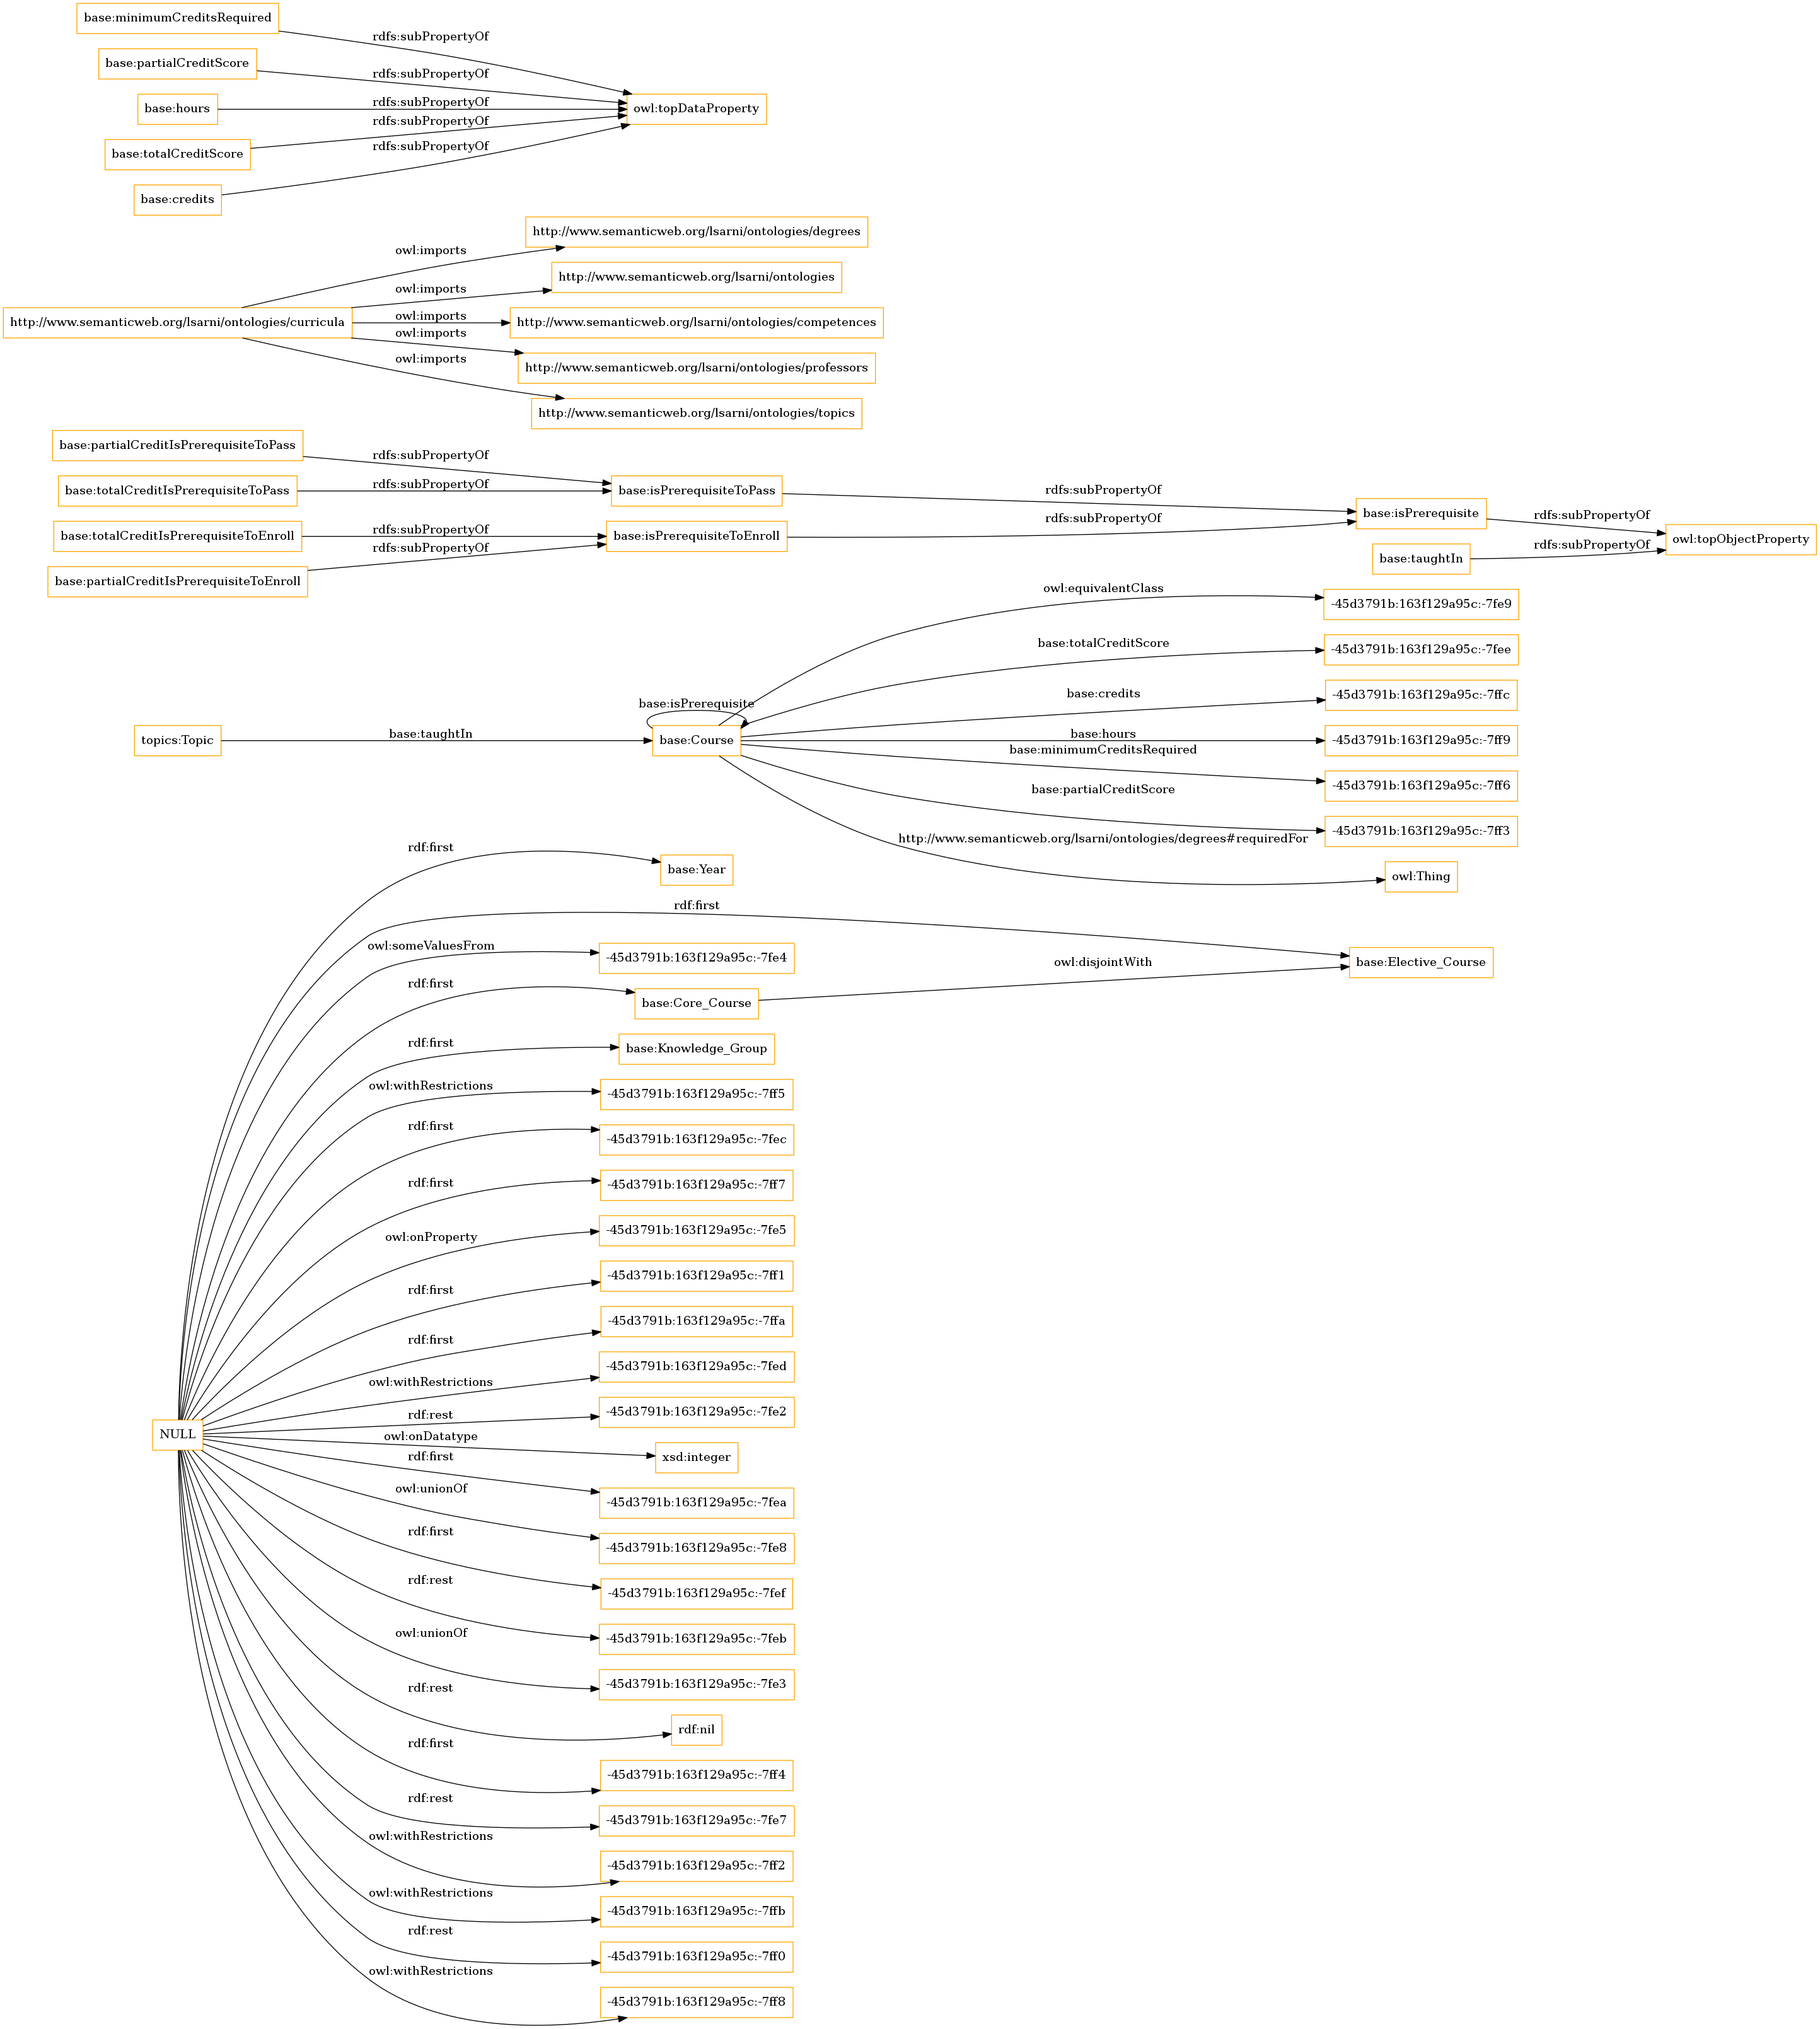 base:minimumCreditsRequired
rdfs:subPropertyOf
base:partialCreditScore
rdfs:subPropertyOf
base:hours
rdfs:subPropertyOf
owl:topDataProperty
rdfs:subPropertyOf
base:totalCreditScore
rdfs:subPropertyOf
base:credits
http://www.semanticweb.org/lsarni/ontologies/degrees
owl:imports
http://www.semanticweb.org/lsarni/ontologies
owl:imports
http://www.semanticweb.org/lsarni/ontologies/curricula
owl:imports
http://www.semanticweb.org/lsarni/ontologies/competences
owl:imports
http://www.semanticweb.org/lsarni/ontologies/professors
owl:imports
http://www.semanticweb.org/lsarni/ontologies/topics
base:partialCreditIsPrerequisiteToPass
rdfs:subPropertyOf
base:totalCreditIsPrerequisiteToPass
rdfs:subPropertyOf
base:isPrerequisiteToPass
rdfs:subPropertyOf
base:isPrerequisite
rdfs:subPropertyOf
base:totalCreditIsPrerequisiteToEnroll
rdfs:subPropertyOf
base:isPrerequisiteToEnroll
rdfs:subPropertyOf
owl:topObjectProperty
rdfs:subPropertyOf
base:taughtIn
rdfs:subPropertyOf
base:partialCreditIsPrerequisiteToEnroll
owl:equivalentClass
-45d3791b:163f129a95c:-7fe9
base:totalCreditScore
-45d3791b:163f129a95c:-7fee
base:credits
-45d3791b:163f129a95c:-7ffc
base:isPrerequisite
topics:Topic
base:taughtIn
base:Course
base:hours
-45d3791b:163f129a95c:-7ff9
base:minimumCreditsRequired
-45d3791b:163f129a95c:-7ff6
base:partialCreditScore
-45d3791b:163f129a95c:-7ff3
http://www.semanticweb.org/lsarni/ontologies/degrees#requiredFor
owl:Thing
rdf:first
base:Year
rdf:first
base:Elective_Course
owl:someValuesFrom
-45d3791b:163f129a95c:-7fe4
rdf:first
base:Core_Course
owl:disjointWith
rdf:first
base:Knowledge_Group
owl:withRestrictions
-45d3791b:163f129a95c:-7ff5
rdf:first
-45d3791b:163f129a95c:-7fec
rdf:first
-45d3791b:163f129a95c:-7ff7
owl:onProperty
-45d3791b:163f129a95c:-7fe5
rdf:first
-45d3791b:163f129a95c:-7ff1
rdf:first
-45d3791b:163f129a95c:-7ffa
owl:withRestrictions
-45d3791b:163f129a95c:-7fed
rdf:rest
-45d3791b:163f129a95c:-7fe2
NULL
owl:onDatatype
xsd:integer
rdf:first
-45d3791b:163f129a95c:-7fea
owl:unionOf
-45d3791b:163f129a95c:-7fe8
rdf:first
-45d3791b:163f129a95c:-7fef
rdf:rest
-45d3791b:163f129a95c:-7feb
owl:unionOf
-45d3791b:163f129a95c:-7fe3
rdf:rest
rdf:nil
rdf:first
-45d3791b:163f129a95c:-7ff4
rdf:rest
-45d3791b:163f129a95c:-7fe7
owl:withRestrictions
-45d3791b:163f129a95c:-7ff2
owl:withRestrictions
-45d3791b:163f129a95c:-7ffb
rdf:rest
-45d3791b:163f129a95c:-7ff0
owl:withRestrictions
-45d3791b:163f129a95c:-7ff8